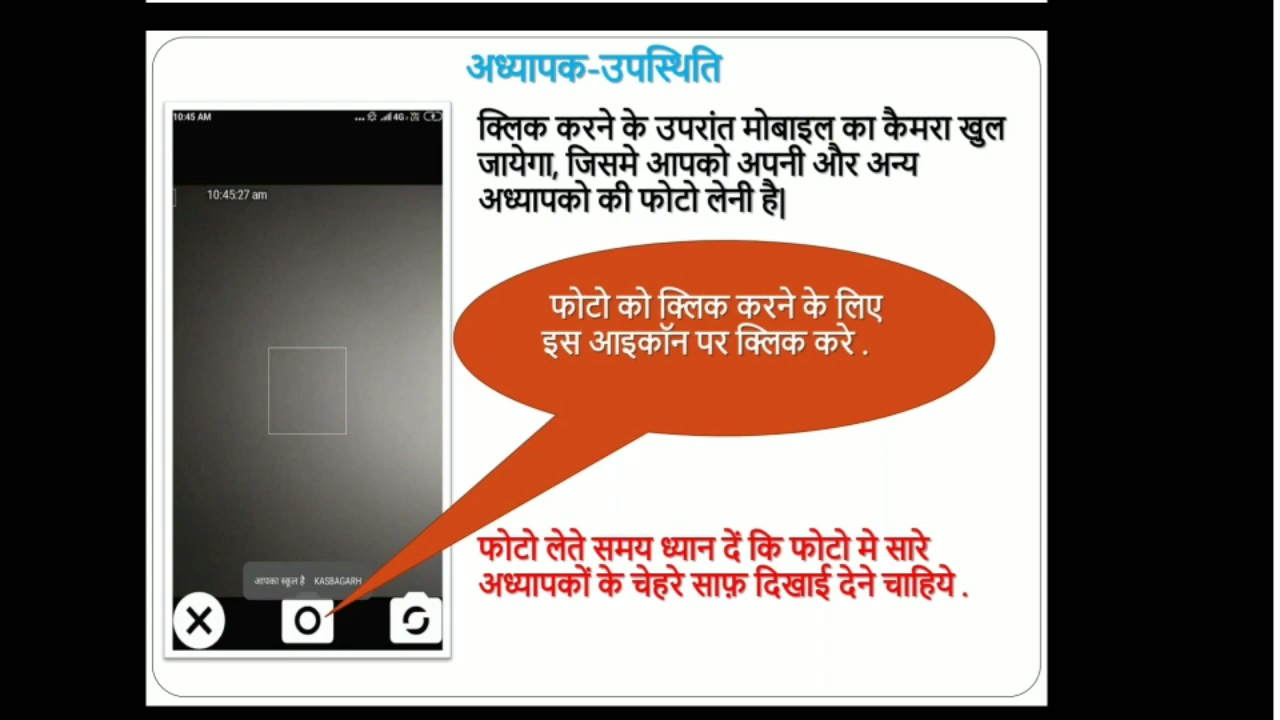 अध्यापक-उपस्थिति
10:45 AM
... 4G
10:45:27 am
क्लिक करने के उपरांत मोबाइल का कैमरा खुल
जायेगा, जिसमे आपको अपनी और अन्य
अध्यापको की फोटो लेनी है|
फोटो को क्लिक करने के लिए
इस आइकॉन पर क्लिक करे .
फोटो लेते समय ध्यान दें कि फोटो मे सारे
अध्यापकों के चेहरे साफ़ दिखाई देने चाहिये .
आपका स्कूल है KASBAGARH